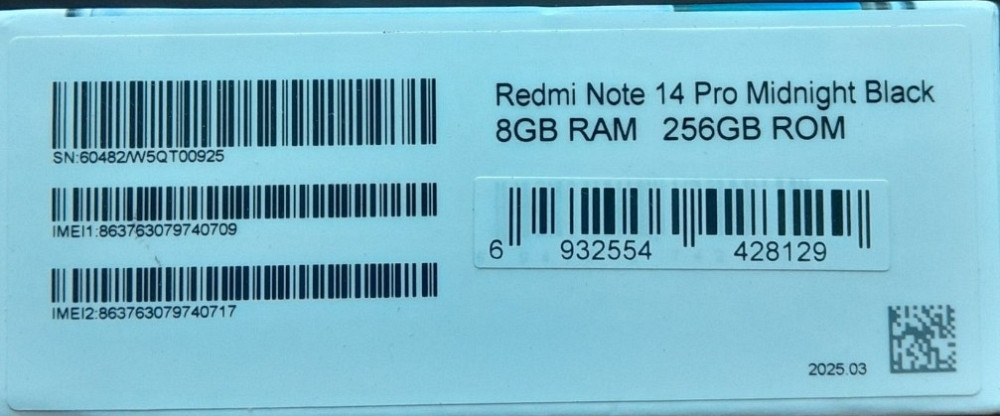 SN:60482/W5QT00925
IMEI1:863763079740709
IMEI2:863763079740717
Redmi Note 14 Pro Midnight Black
8GB RAM 256GB ROM
6 932554 428129
2025.03